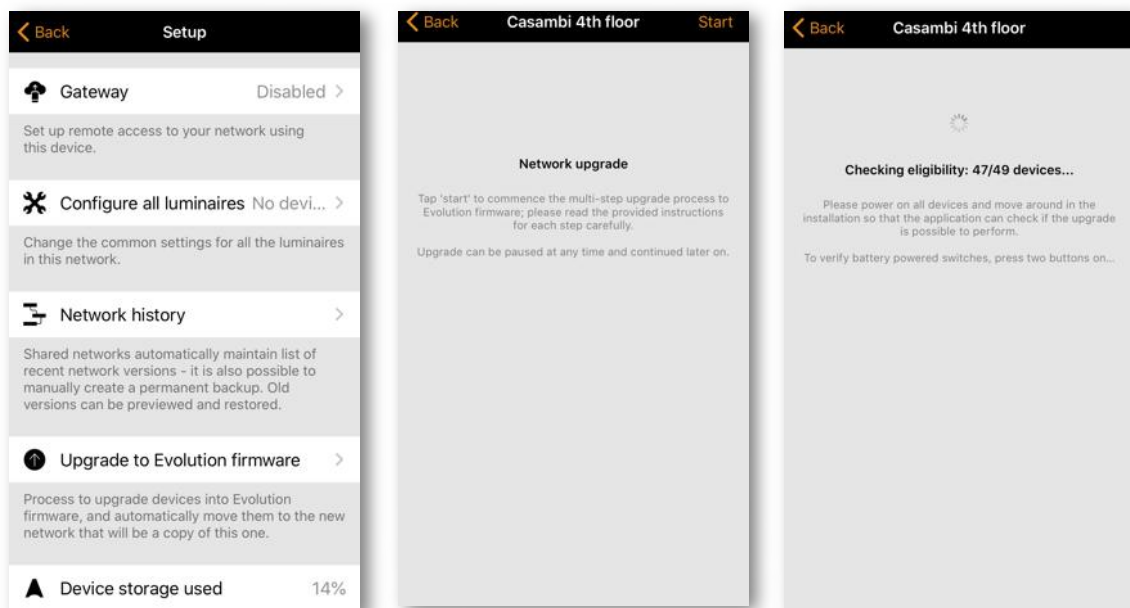 Back
Setup
Gateway
Disabled
Set up remote access to your network using
this device.
Configure all luminaires
No devi...
Change the common settings for all the luminaires
in this network.
Network history
Shared networks automatically maintain list of
recent network versions - it is also possible to
manually create a permanent backup. Old
versions can be previewed and restored.
Upgrade to Evolution firmware
Process to upgrade devices into Evolution
firmware, and automatically move them to the new
network that will be a copy of this one.
Device storage used
14%
Back
Casambi 4th floor
Start
Network upgrade
Tap 'start' to commence the multi-step upgrade process to
Evolution firmware; please read the provided instructions
for each step carefully.
Upgrade can be paused at any time and continued later on.
Back
Casambi 4th floor
Checking eligibility: 47/49 devices...
Please power on all devices and move around in the
installation so that the application can check if the upgrade
is possible to perform.
To verify battery powered switches, press two buttons on...